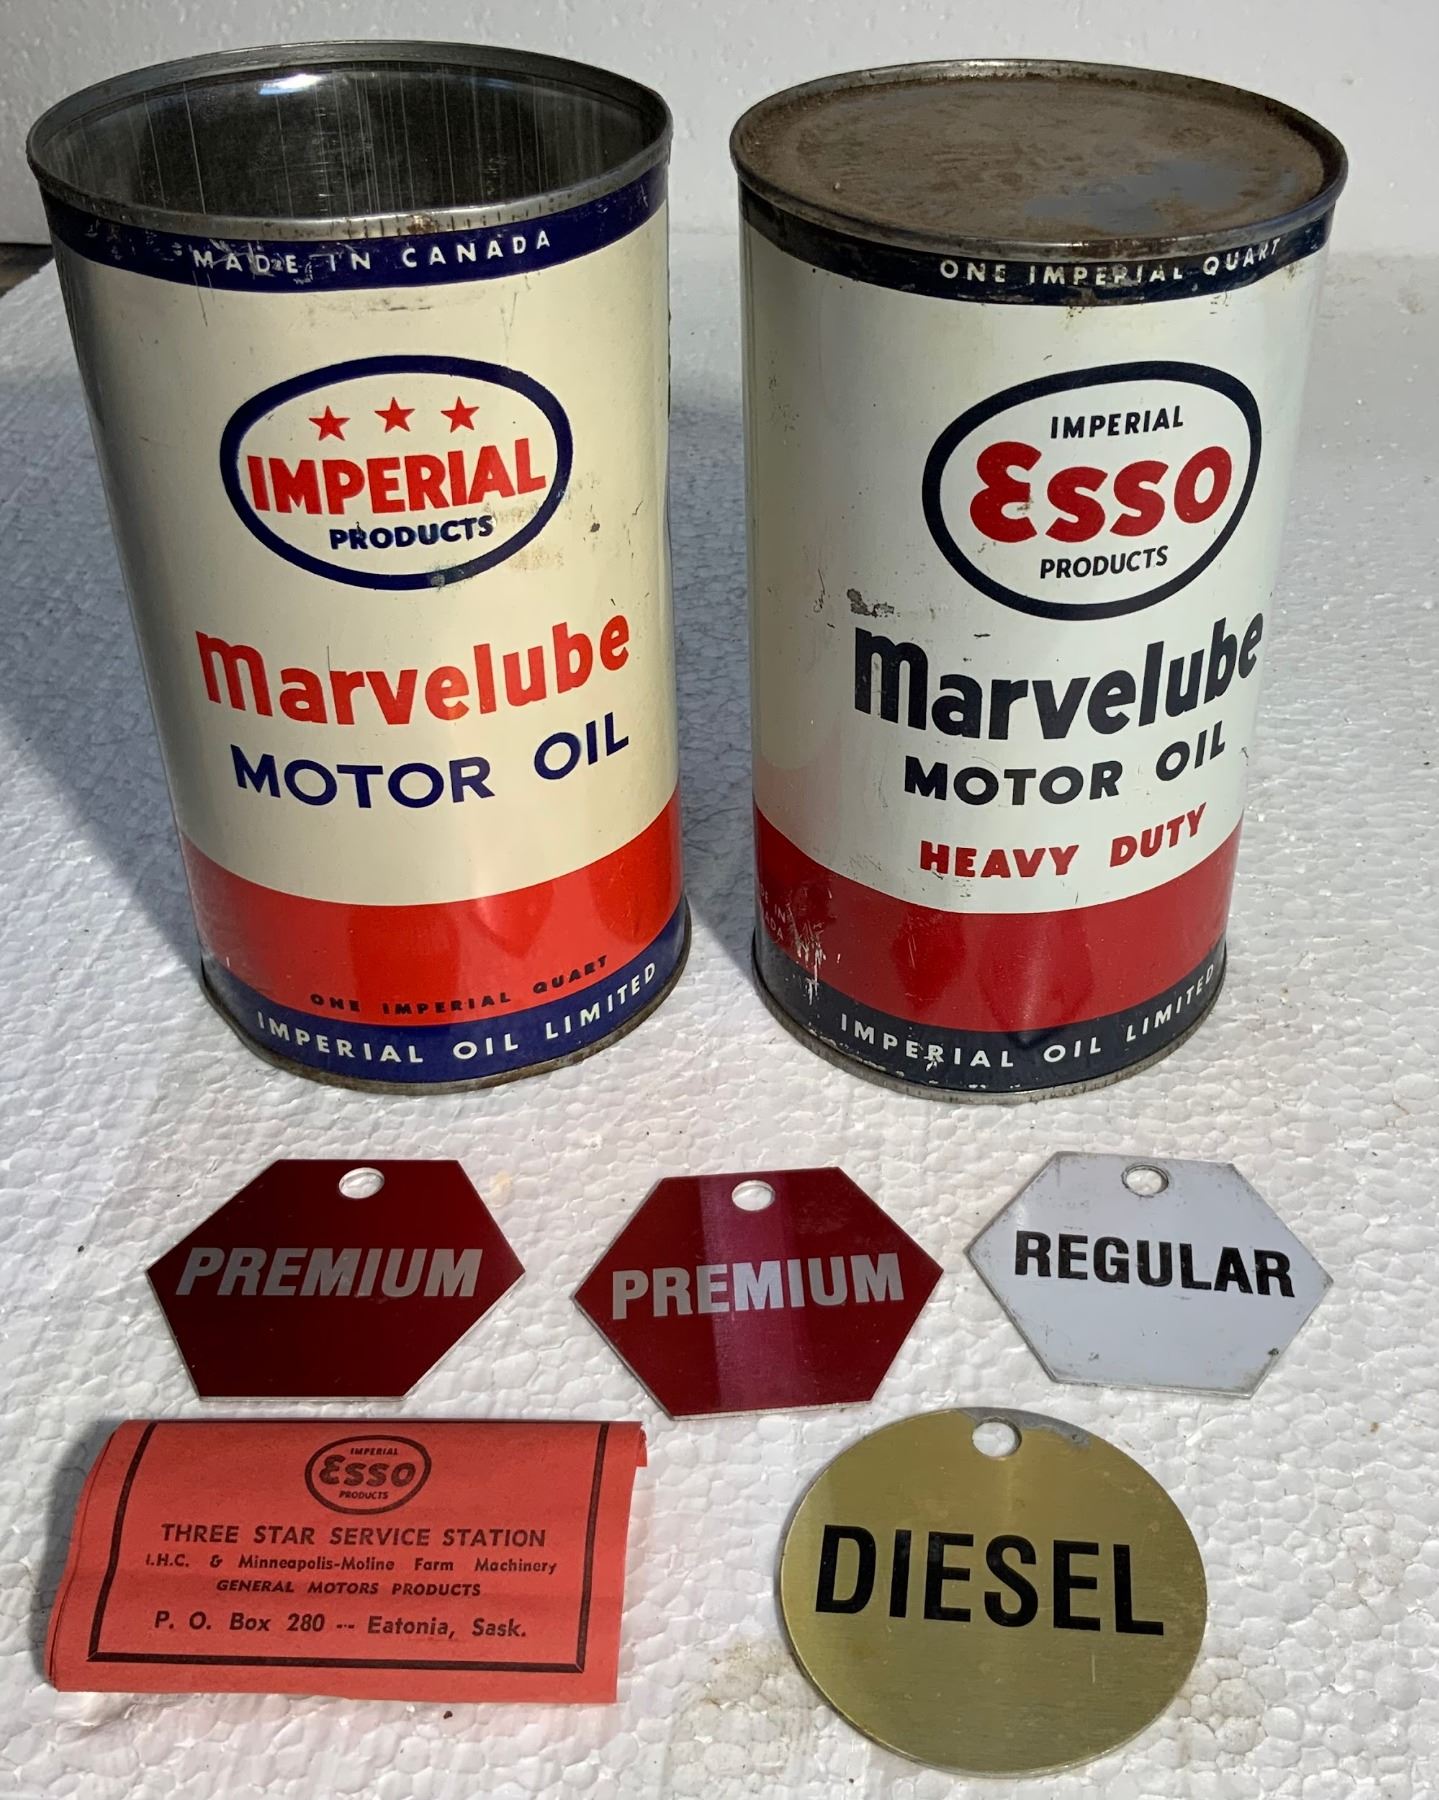 MADE IN CANADA
IMPERIAL
PRODUCTS
Marvelube
MOTOR OIL
ONE IMPERIAL QUART
IMPERIAL OIL LIMITED
ONE IMPERIAL QUART
IMPERIAL
Esso
PRODUCTS
Marvelube
MOTOR OIL
HEAVY DUTY
IMPERIAL OIL LIMITED
PREMIUM
PREMIUM
REGULAR
IMPERIAL
Esso
PRODUCTS
THREE STAR SERVICE STATION
I.H.C. & Minneapolis-Moline Farm Machinery
GENERAL MOTORS PRODUCTS
P. O. Box 280 -- Eatonia, Sask.
DIESEL